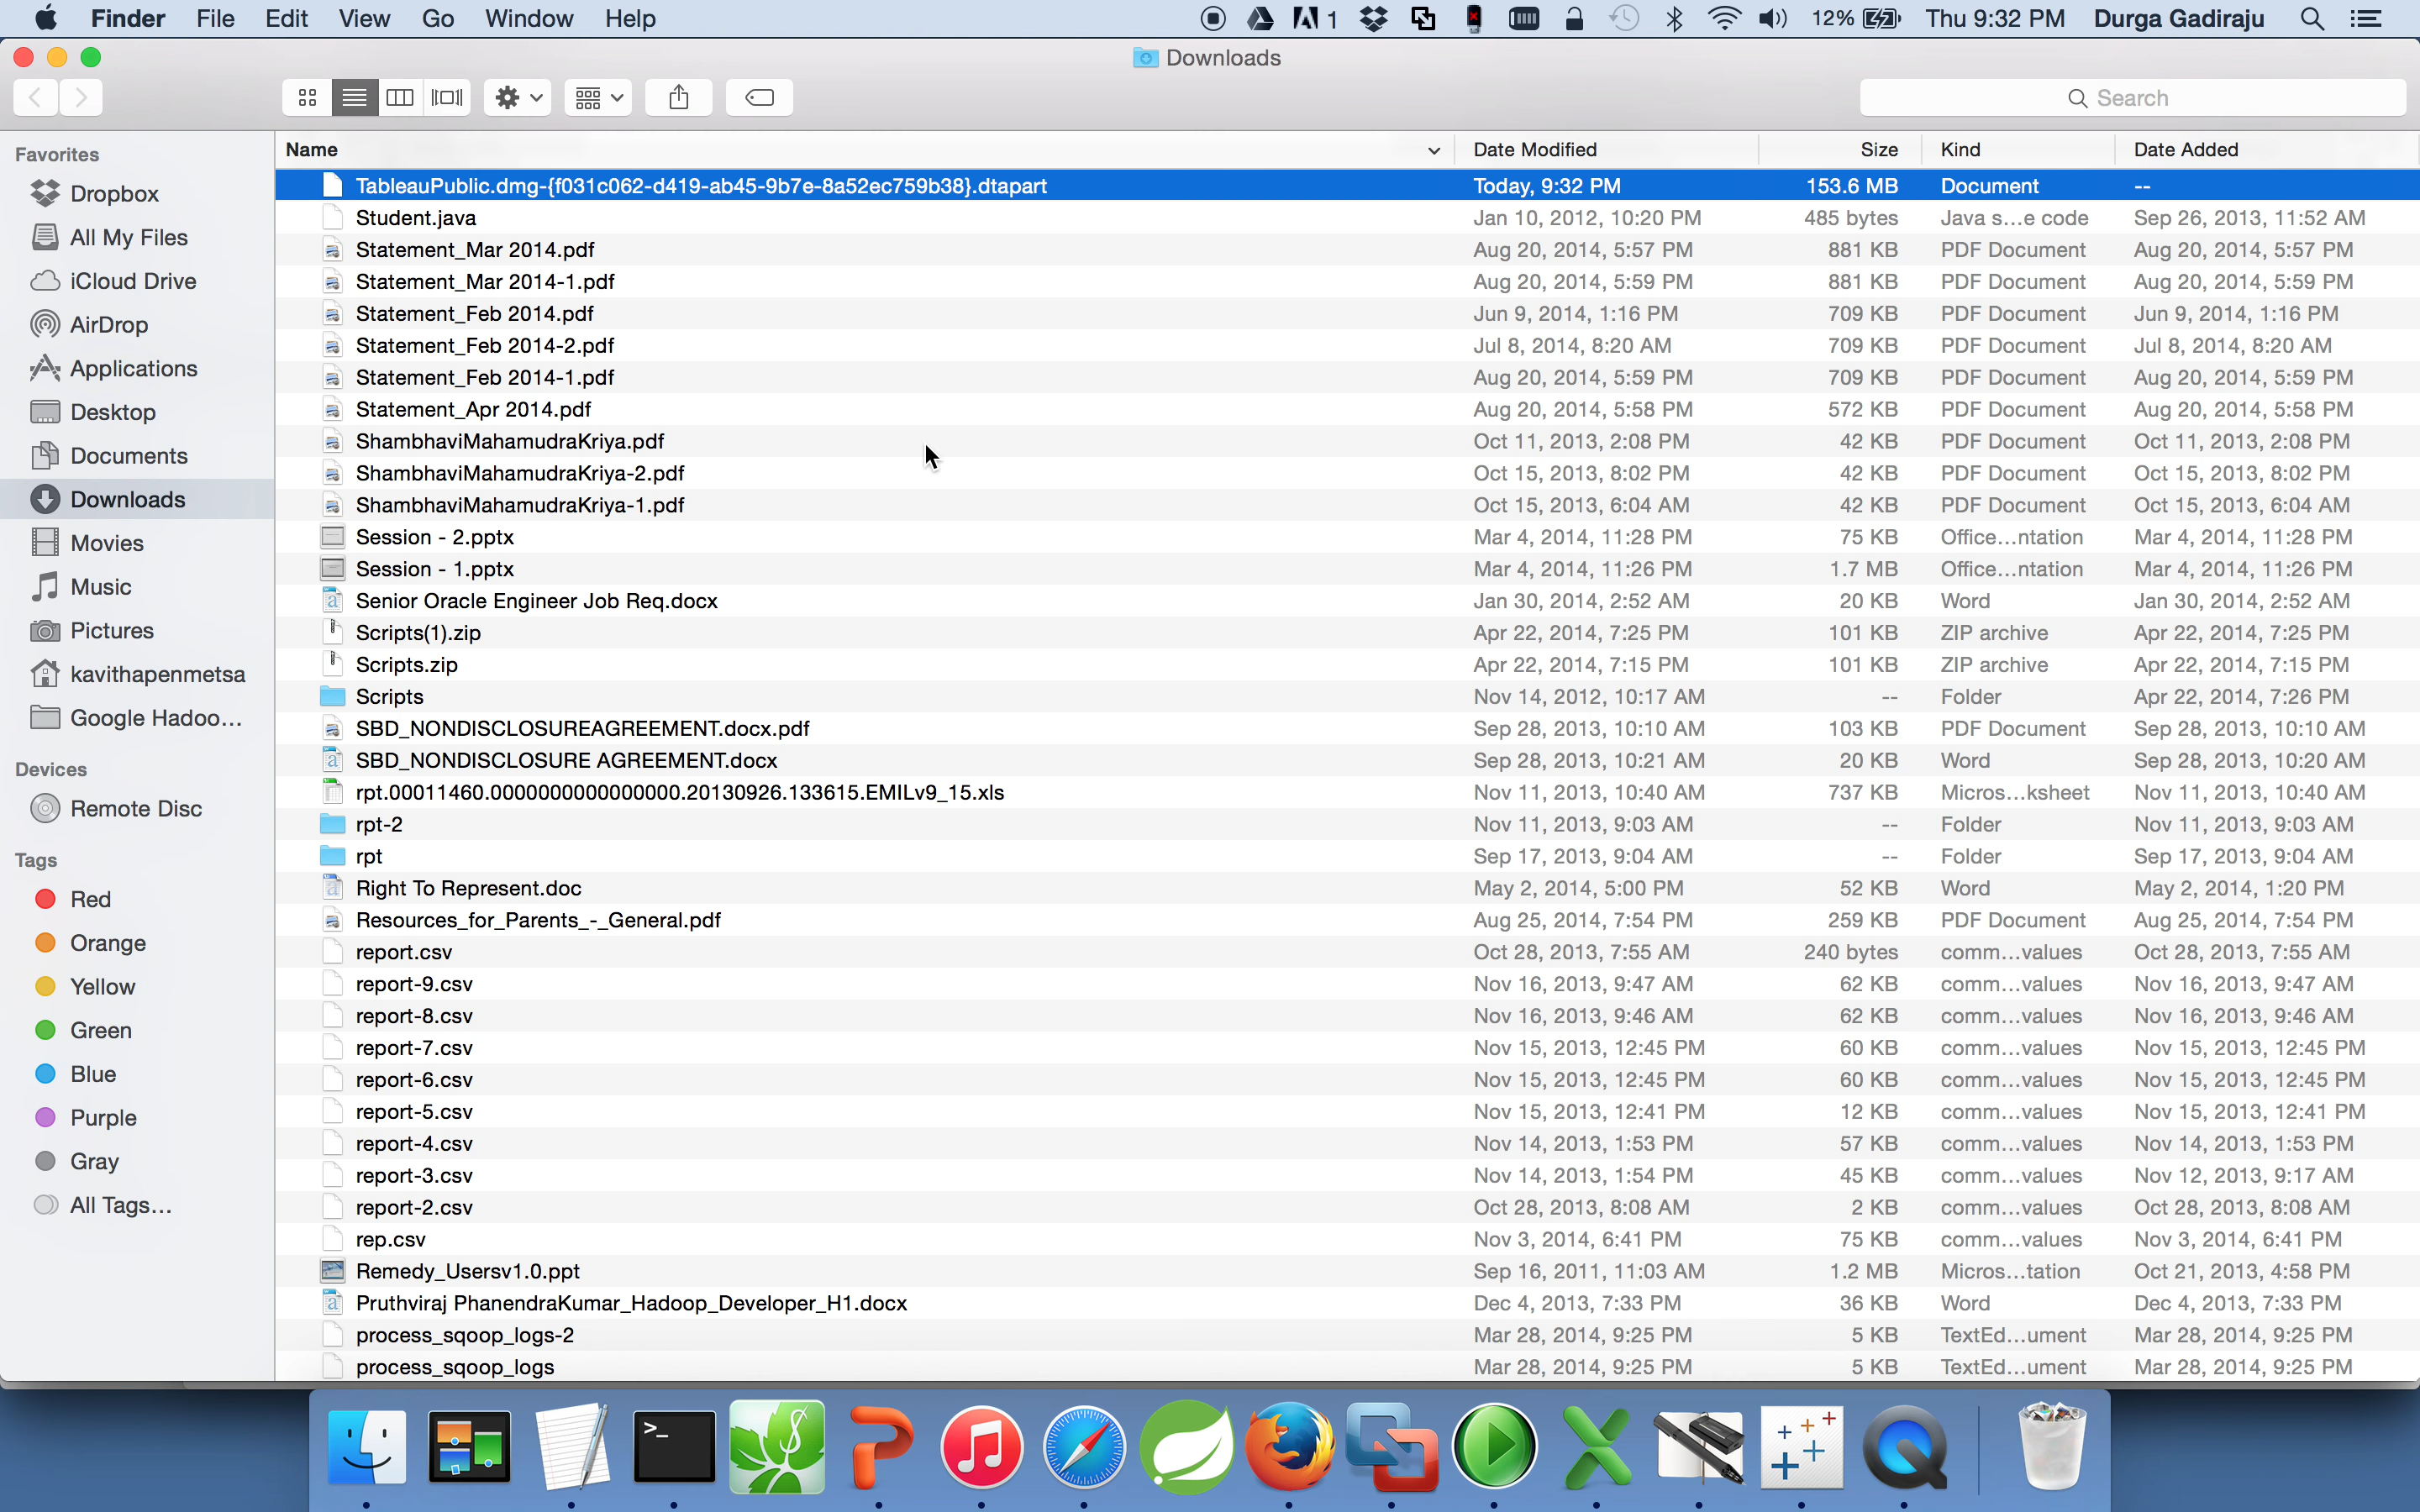 Finder File Edit View Go Window Help 1 12% Thu 9:32 PM Durga Gadiraju
Downloads
Search
Favorites
Dropbox
All My Files
iCloud Drive
AirDrop
Applications
Desktop
Documents
Downloads
Movies
Music
Pictures
kavithapenmetsa
Google Hadoo...
Devices
Remote Disc
Tags
Red
Orange
Yellow
Green
Blue
Purple
Gray
All Tags...
Name Date Modified Size Kind Date Added
TableauPublic.dmg-{f031c062-d419-ab45-9b7e-8a52ec759b38}.dtapart Today, 9:32 PM 153.6 MB Document --
Student.java Jan 10, 2012, 10:20 PM 485 bytes Java s...e code Sep 26, 2013, 11:52 AM
Statement_Mar 2014.pdf Aug 20, 2014, 5:57 PM 881 KB PDF Document Aug 20, 2014, 5:57 PM
Statement_Mar 2014-1.pdf Aug 20, 2014, 5:59 PM 881 KB PDF Document Aug 20, 2014, 5:59 PM
Statement_Feb 2014.pdf Jun 9, 2014, 1:16 PM 709 KB PDF Document Jun 9, 2014, 1:16 PM
Statement_Feb 2014-2.pdf Jul 8, 2014, 8:20 AM 709 KB PDF Document Jul 8, 2014, 8:20 AM
Statement_Feb 2014-1.pdf Aug 20, 2014, 5:59 PM 709 KB PDF Document Aug 20, 2014, 5:59 PM
Statement_Apr 2014.pdf Aug 20, 2014, 5:58 PM 572 KB PDF Document Aug 20, 2014, 5:58 PM
ShambhaviMahamudraKriya.pdf Oct 11, 2013, 2:08 PM 42 KB PDF Document Oct 11, 2013, 2:08 PM
ShambhaviMahamudraKriya-2.pdf Oct 15, 2013, 8:02 PM 42 KB PDF Document Oct 15, 2013, 8:02 PM
ShambhaviMahamudraKriya-1.pdf Oct 15, 2013, 6:04 AM 42 KB PDF Document Oct 15, 2013, 6:04 AM
Session - 2.pptx Mar 4, 2014, 11:28 PM 75 KB Office...ntation Mar 4, 2014, 11:28 PM
Session - 1.pptx Mar 4, 2014, 11:26 PM 1.7 MB Office...ntation Mar 4, 2014, 11:26 PM
Senior Oracle Engineer Job Req.docx Jan 30, 2014, 2:52 AM 20 KB Word Jan 30, 2014, 2:52 AM
Scripts(1).zip Apr 22, 2014, 7:25 PM 101 KB ZIP archive Apr 22, 2014, 7:25 PM
Scripts.zip Apr 22, 2014, 7:15 PM 101 KB ZIP archive Apr 22, 2014, 7:15 PM
Scripts Nov 14, 2012, 10:17 AM -- Folder Apr 22, 2014, 7:26 PM
SBD_NONDISCLOSUREAGREEMENT.docx.pdf Sep 28, 2013, 10:10 AM 103 KB PDF Document Sep 28, 2013, 10:10 AM
SBD_NONDISCLOSURE AGREEMENT.docx Sep 28, 2013, 10:21 AM 20 KB Word Sep 28, 2013, 10:20 AM
rpt.00011460.0000000000000000.20130926.133615.EMILv9_15.xls Nov 11, 2013, 10:40 AM 737 KB Micros...ksheet Nov 11, 2013, 10:40 AM
rpt-2 Nov 11, 2013, 9:03 AM -- Folder Nov 11, 2013, 9:03 AM
rpt Sep 17, 2013, 9:04 AM -- Folder Sep 17, 2013, 9:04 AM
Right To Represent.doc May 2, 2014, 5:00 PM 52 KB Word May 2, 2014, 1:20 PM
Resources_for_Parents_-_General.pdf Aug 25, 2014, 7:54 PM 259 KB PDF Document Aug 25, 2014, 7:54 PM
report.csv Oct 28, 2013, 7:55 AM 240 bytes comm...values Oct 28, 2013, 7:55 AM
report-9.csv Nov 16, 2013, 9:47 AM 62 KB comm...values Nov 16, 2013, 9:47 AM
report-8.csv Nov 16, 2013, 9:46 AM 62 KB comm...values Nov 16, 2013, 9:46 AM
report-7.csv Nov 15, 2013, 12:45 PM 60 KB comm...values Nov 15, 2013, 12:45 PM
report-6.csv Nov 15, 2013, 12:45 PM 60 KB comm...values Nov 15, 2013, 12:45 PM
report-5.csv Nov 15, 2013, 12:41 PM 12 KB comm...values Nov 15, 2013, 12:41 PM
report-4.csv Nov 14, 2013, 1:53 PM 57 KB comm...values Nov 14, 2013, 1:53 PM
report-3.csv Nov 14, 2013, 1:54 PM 45 KB comm...values Nov 12, 2013, 9:17 AM
report-2.csv Oct 28, 2013, 8:08 AM 2 KB comm...values Oct 28, 2013, 8:08 AM
rep.csv Nov 3, 2014, 6:41 PM 75 KB comm...values Nov 3, 2014, 6:41 PM
Remedy_Usersv1.0.ppt Sep 16, 2011, 11:03 AM 1.2 MB Micros...tation Oct 21, 2013, 4:58 PM
Pruthviraj PhanendraKumar_Hadoop_Developer_H1.docx Dec 4, 2013, 7:33 PM 36 KB Word Dec 4, 2013, 7:33 PM
process_sqoop_logs-2 Mar 28, 2014, 9:25 PM 5 KB TextEd...ument Mar 28, 2014, 9:25 PM
process_sqoop_logs Mar 28, 2014, 9:25 PM 5 KB TextEd...ument Mar 28, 2014, 9:25 PM